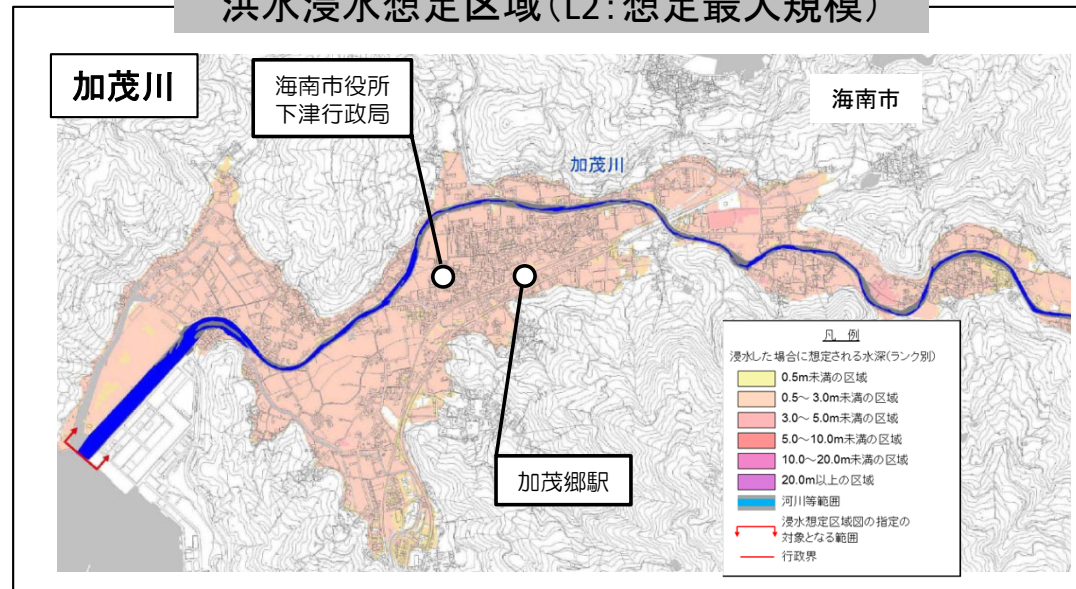 洪水浸水想定区域(L2:想定最大規模)
加茂川
海南市役所
下津行政局
海南市
加茂川
加茂郷駅
凡 例
浸水した場合に想定される水深(ランク別)
0.5m未満の区域
0.5~ 3.0m未満の区域
3.0~ 5.0m未満の区域
5.0~10.0m未満の区域
10.0~20.0m未満の区域
20.0m以上の区域
河川等範囲
浸水想定区域図の指定の
対象となる範囲
行政界